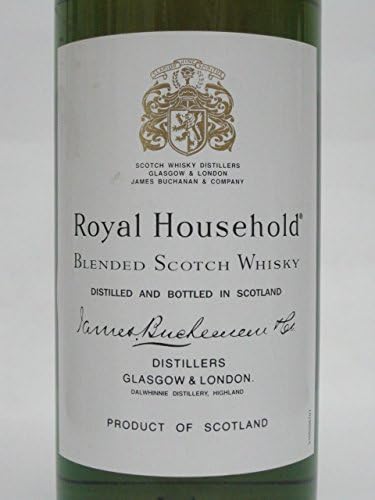 SCOTCH WHISKY DISTILLERS
GLASGOW & LONDON
JAMES BUCHANAN & COMPANY
Royal Household®
BLENDED SCOTCH WHISKY
DISTILLED AND BOTTLED IN SCOTLAND
James Buchanan & Co
DISTILLERS
GLASGOW & LONDON.
DALWHINNIE DISTILLERY, HIGHLAND
PRODUCT OF SCOTLAND